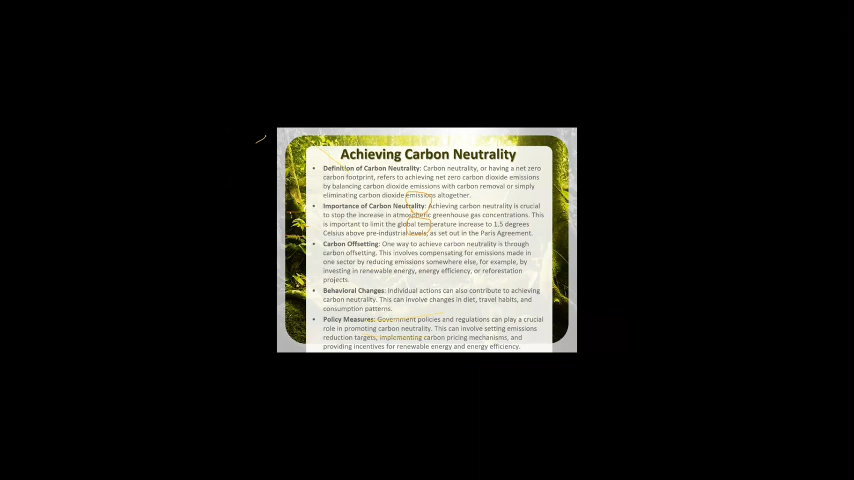 Achieving Carbon Neutrality
• Definition of Carbon Neutrality: Carbon neutrality, or having a net zero
carbon footprint, refers to achieving net zero carbon dioxide emissions
by balancing carbon dioxide emissions with carbon removal or simply
eliminating carbon dioxide emissions altogether.
• Importance of Carbon Neutrality: Achieving carbon neutrality is crucial
to stop the increase in atmospheric greenhouse gas concentrations. This
is important to limit the global temperature increase to 1.5 degrees
Celsius above pre-industrial levels, as set out in the Paris Agreement.
• Carbon Offsetting: One way to achieve carbon neutrality is through
carbon offsetting. This involves compensating for emissions made in
one sector by reducing emissions somewhere else, for example, by
investing in renewable energy, energy efficiency, or reforestation
projects.
• Behavioral Changes: Individual actions can also contribute to achieving
carbon neutrality. This can involve changes in diet, travel habits, and
consumption patterns.
• Policy Measures: Government policies and regulations can play a crucial
role in promoting carbon neutrality. This can involve setting emissions
reduction targets, implementing carbon pricing mechanisms, and
providing incentives for renewable energy and energy efficiency.